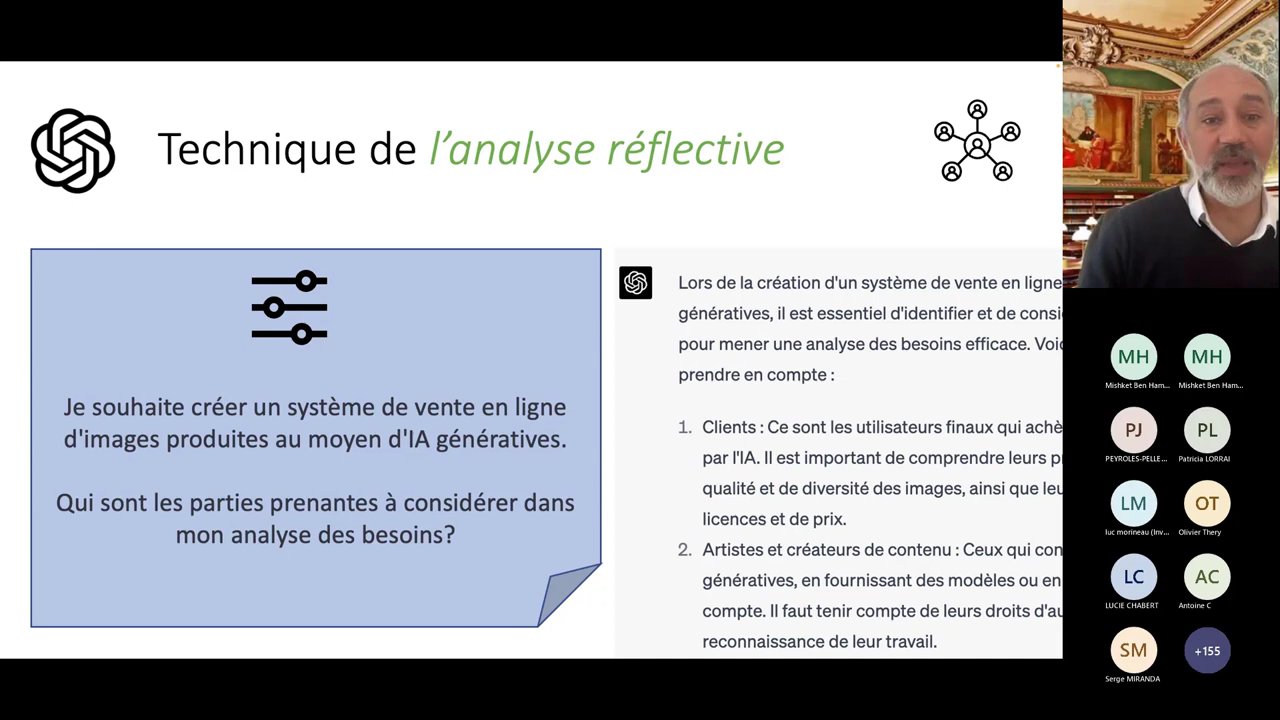 Technique de l'analyse réflective
Je souhaite créer un système de vente en ligne
d'images produites au moyen d'IA génératives.
Qui sont les parties prenantes à considérer dans
mon analyse des besoins?
Lors de la création d'un système de vente en ligne
génératives, il est essentiel d'identifier et de consi
pour mener une analyse des besoins efficace. Voic
prendre en compte :
1. Clients : Ce sont les utilisateurs finaux qui achè
par l'IA. Il est important de comprendre leurs p
qualité et de diversité des images, ainsi que leu
licences et de prix.
2. Artistes et créateurs de contenu : Ceux qui con
génératives, en fournissant des modèles ou en
compte. Il faut tenir compte de leurs droits d'au
reconnaissance de leur travail.
MH MH
Mishket Ben Ham... Mishket Ben Ham...
PJ PL
PEYROLES-PELLE... Patricia LORRAI
LM OT
luc morineau (Inv... Olivier Thery
LC AC
LUCIE CHABERT Antoine C
SM +155
Serge MIRANDA